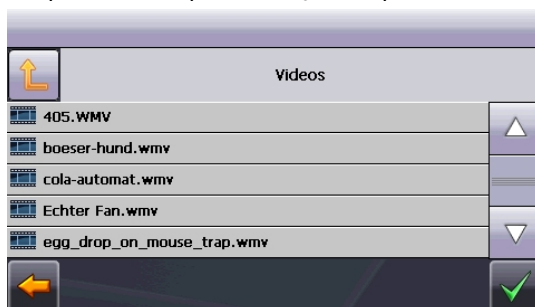 Videos
405.WMV
boeser-hund.wmv
cola-automat.wmv
Echter Fan.wmv
egg_drop_on_mouse_trap.wmv